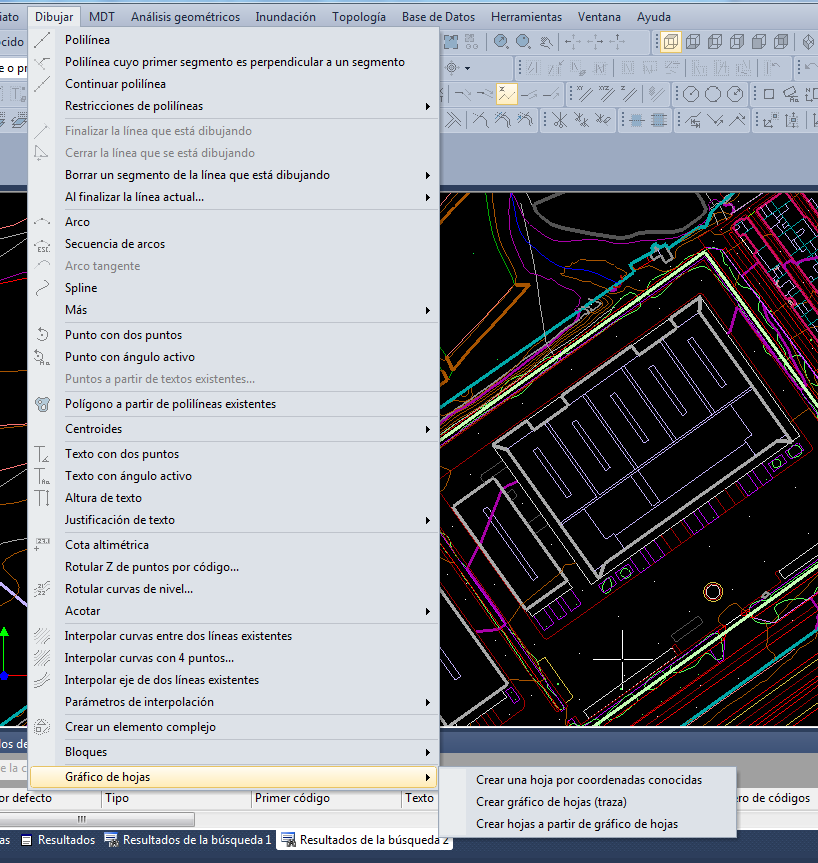 iato Dibujar MDT Análisis geométricos Inundación Topología Base de Datos Herramientas Ventana Ayuda
ocido
e o pr
Polilínea
Polilínea cuyo primer segmento es perpendicular a un segmento
Continuar polilínea
Restricciones de polilíneas
Finalizar la línea que está dibujando
Cerrar la línea que se está dibujando
Borrar un segmento de la línea que está dibujando
Al finalizar la línea actual...
Arco
Secuencia de arcos
Arco tangente
Spline
Más
Punto con dos puntos
Punto con ángulo activo
Puntos a partir de textos existentes...
Polígono a partir de polilíneas existentes
Centroides
Texto con dos puntos
Texto con ángulo activo
Altura de texto
Justificación de texto
Cota altimétrica
Rotular Z de puntos por código...
Rotular curvas de nivel...
Acotar
Interpolar curvas entre dos líneas existentes
Interpolar curvas con 4 puntos...
Interpolar eje de dos líneas existentes
Parámetros de interpolación
Crear un elemento complejo
Bloques
Gráfico de hojas
Crear una hoja por coordenadas conocidas
Crear gráfico de hojas (traza)
Crear hojas a partir de gráfico de hojas
dos de
e la c
or defecto Tipo Primer código Texto ero de códigos
as Resultados Resultados de la búsqueda 1 Resultados de la búsqueda 2